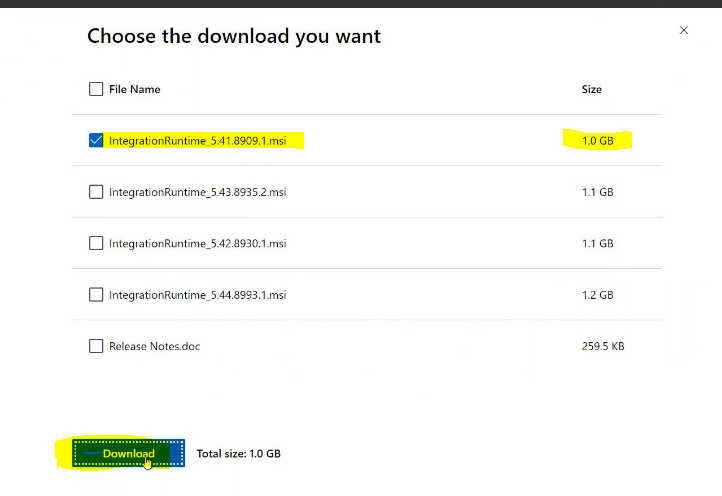 Choose the download you want
File Name Size
IntegrationRuntime_5.41.8909.1.msi 1.0 GB
IntegrationRuntime_5.43.8935.2.msi 1.1 GB
IntegrationRuntime_5.42.8930.1.msi 1.1 GB
IntegrationRuntime_5.44.8993.1.msi 1.2 GB
Release Notes.doc 259.5 KB
Download Total size: 1.0 GB